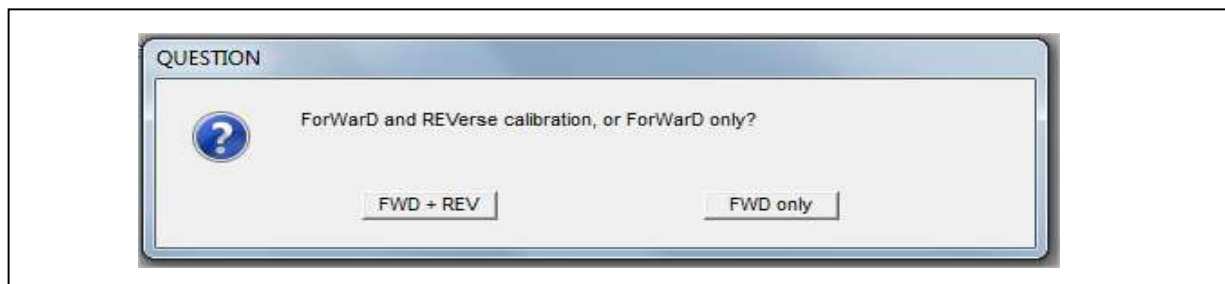 QUESTION
ForWarD and REVerse calibration, or ForWarD only?
FWD + REV FWD only